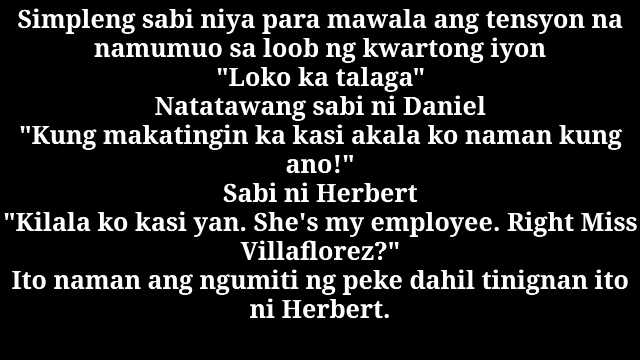 Simpleng sabi niya para mawala ang tensyon na
namumuo sa loob ng kwartong iyon
"Loko ka talaga"
Natatawang sabi ni Daniel
"Kung makatingin ka kasi akala ko naman kung
ano!"
Sabi ni Herbert
"Kilala ko kasi yan. She's my employee. Right Miss
Villaflorez?"
Ito naman ang ngumiti ng peke dahil tinignan ito
ni Herbert.